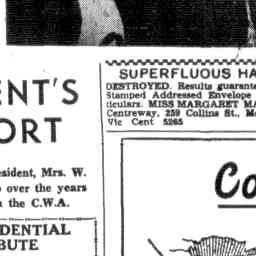 ENT'S
ORT
esident, Mrs. W.
over the years
the C.W.A.
DENTIAL
BUTE
SUPERFLUOUS HA
DESTROYED. Results guarante
Stamped Addressed Envelope
ticulars. MISS MARGARET MA
Centreway, 259 Collins St., Me
Vic Cent 5265
Co